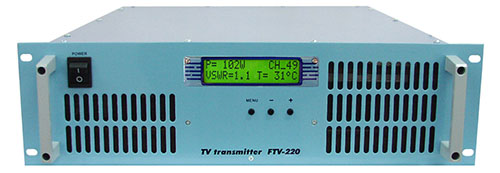 POWER
P= 102W CH_49
VSWR=1.1 T= 31°C
MENU - +
TV transmitter FTV-220